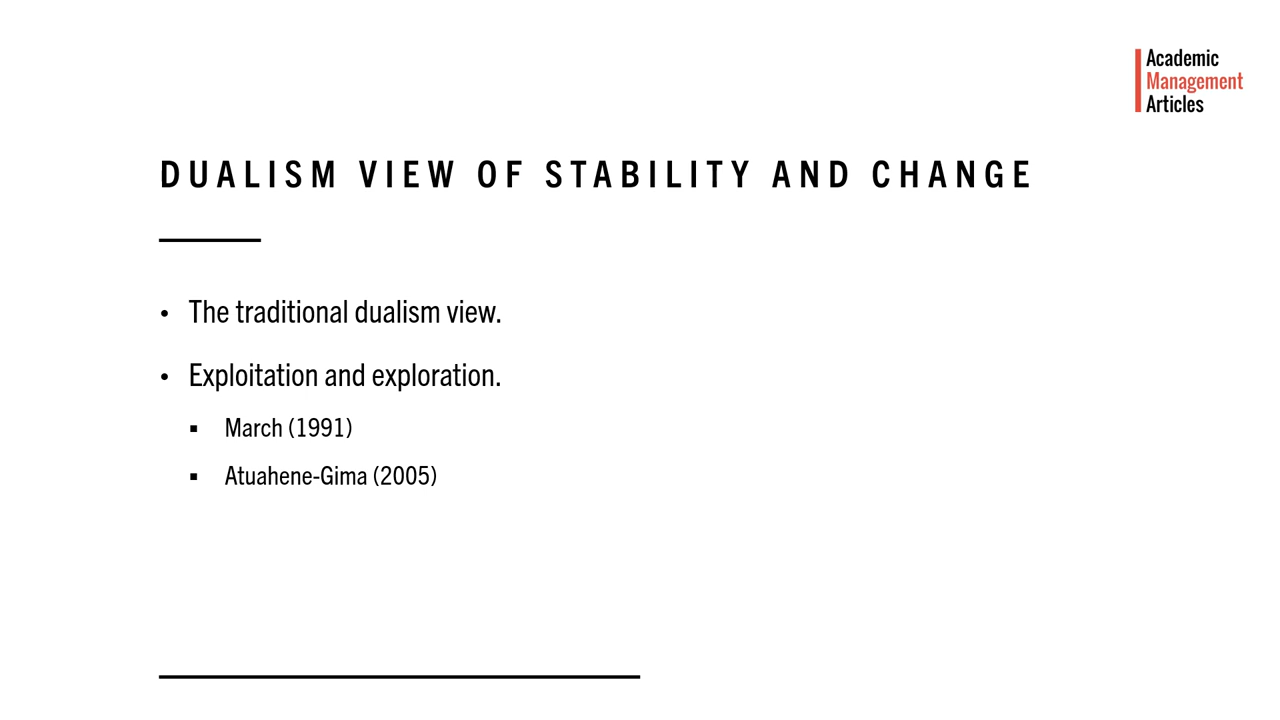 Academic
Management
Articles
DUALISM VIEW OF STABILITY AND CHANGE
• The traditional dualism view.
• Exploitation and exploration.
▪ March (1991)
▪ Atuahene-Gima (2005)